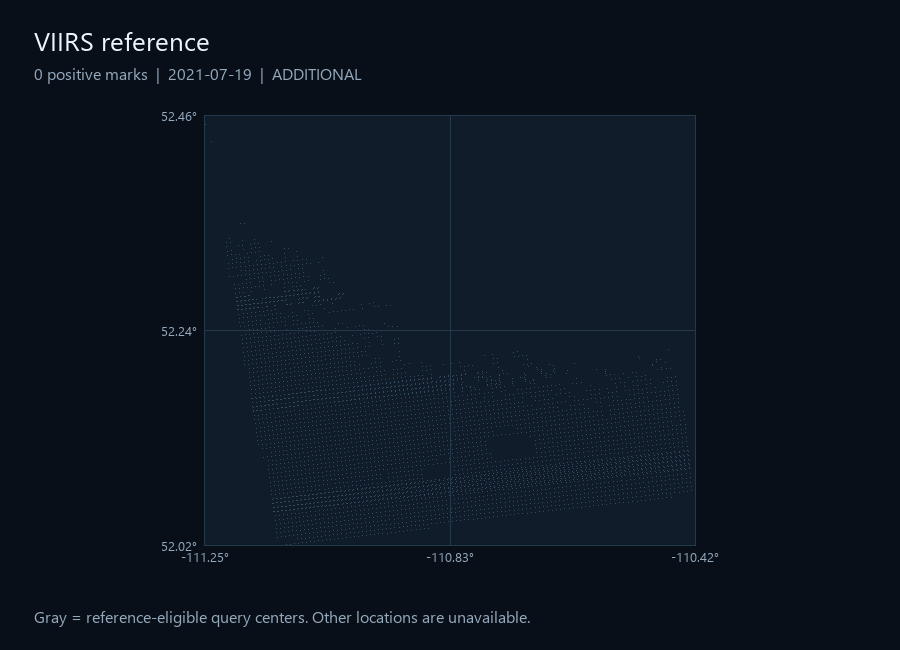 VIIRS reference
0 positive marks | 2021-07-19 | ADDITIONAL
52.46°
52.24°
52.02°
-111.25°
-110.83°
-110.42°
Gray = reference-eligible query centers. Other locations are unavailable.